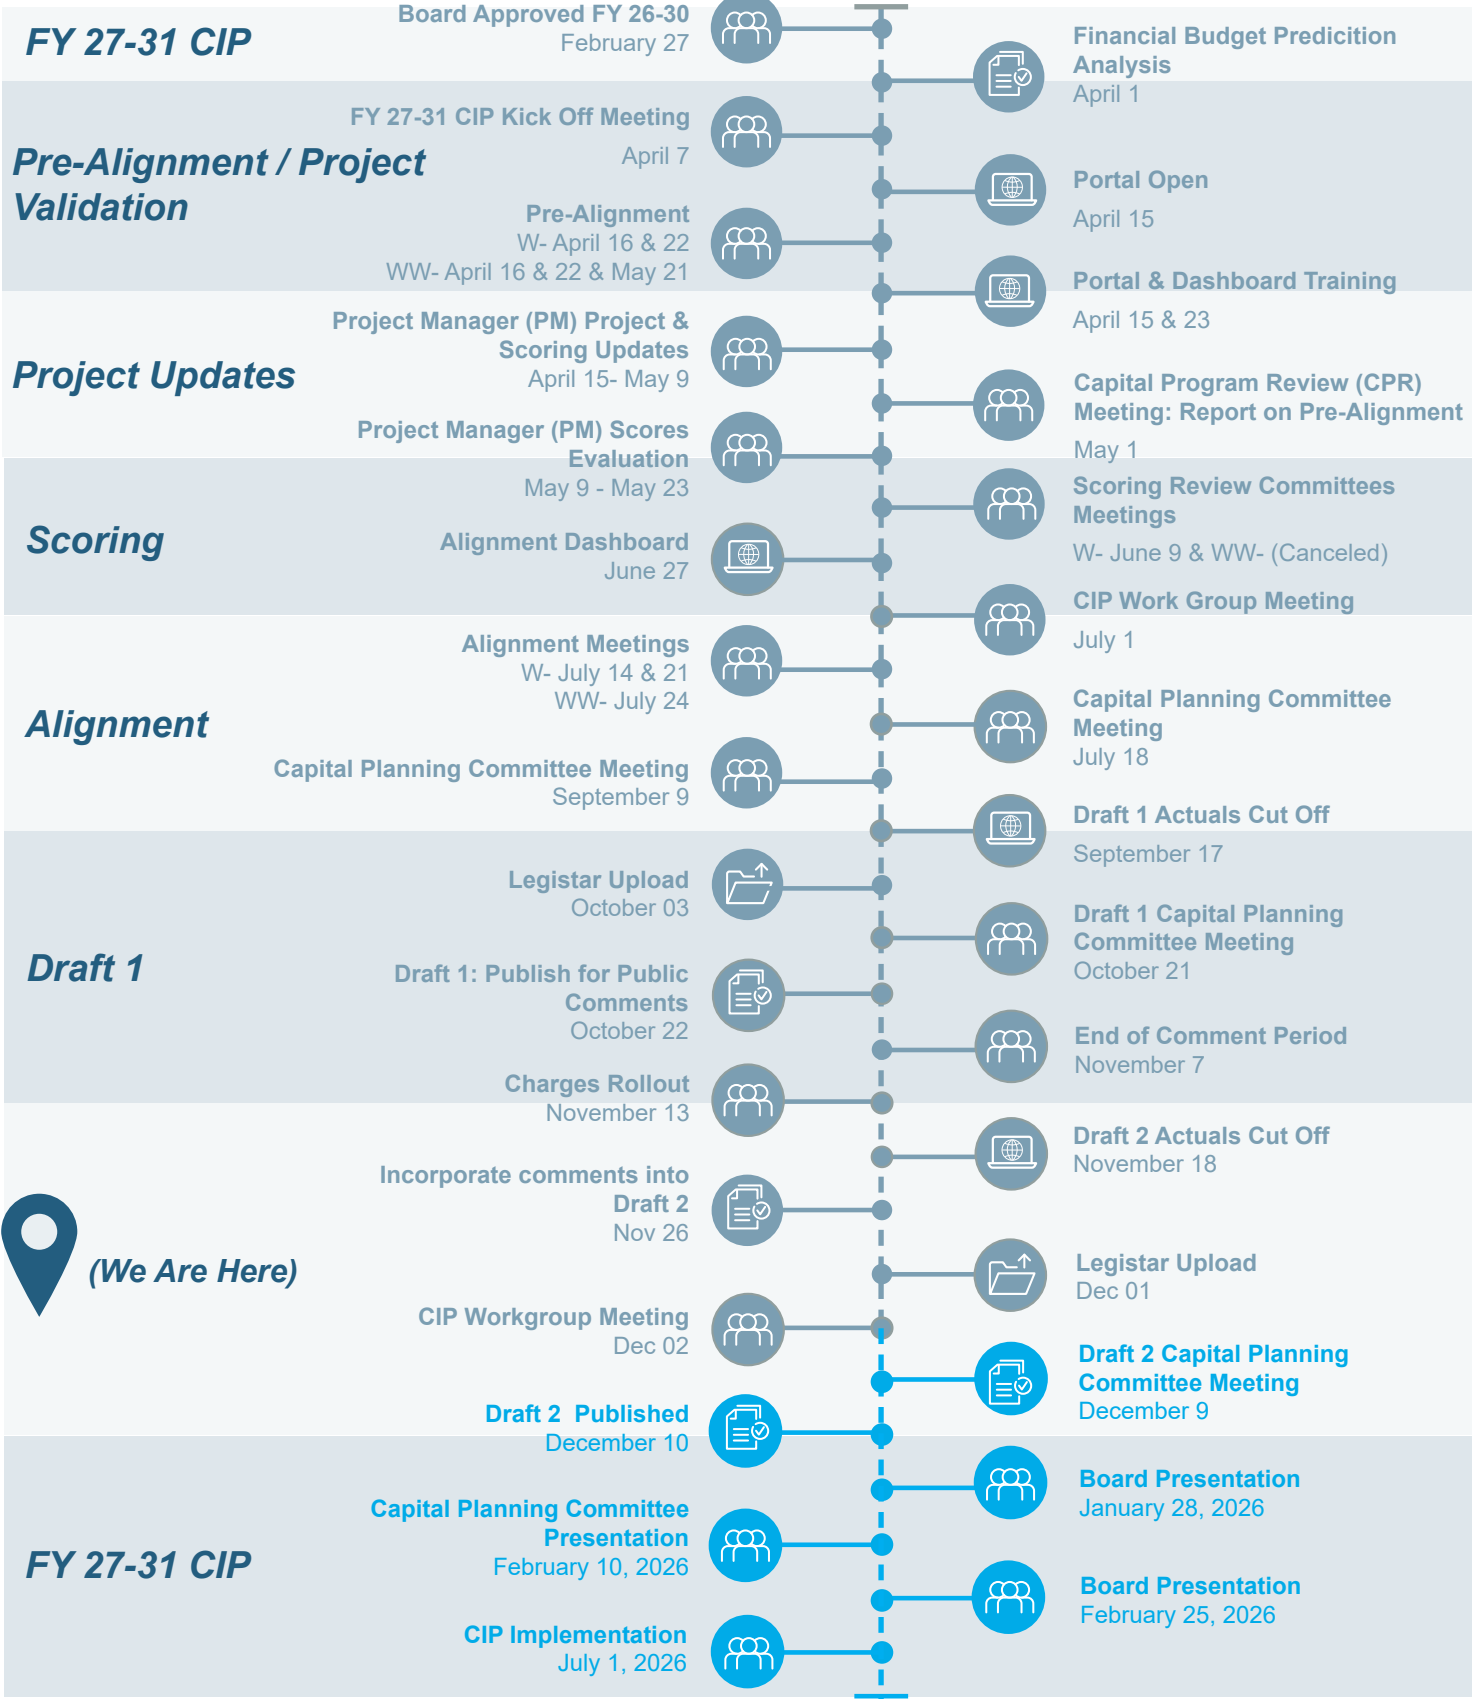 FY 27-31 CIP
Board Approved FY 26-30
February 27
Financial Budget Predicition
Analysis
April 1
Pre-Alignment / Project
Validation
FY 27-31 CIP Kick Off Meeting
April 7
Portal Open
April 15
Pre-Alignment
W- April 16 & 22
WW- April 16 & 22 & May 21
Portal & Dashboard Training
April 15 & 23
Project Updates
Project Manager (PM) Project &
Scoring Updates
April 15- May 9
Capital Program Review (CPR)
Meeting: Report on Pre-Alignment
May 1
Project Manager (PM) Scores
Evaluation
May 9 - May 23
Scoring
Scoring Review Committees
Meetings
W- June 9 & WW- (Canceled)
Alignment Dashboard
June 27
CIP Work Group Meeting
July 1
Alignment
Alignment Meetings
W- July 14 & 21
WW- July 24
Capital Planning Committee
Meeting
July 18
Capital Planning Committee Meeting
September 9
Draft 1 Actuals Cut Off
September 17
Draft 1
Legistar Upload
October 03
Draft 1 Capital Planning
Committee Meeting
October 21
Draft 1: Publish for Public
Comments
October 22
End of Comment Period
November 7
Charges Rollout
November 13
Draft 2 Actuals Cut Off
November 18
Incorporate comments into
Draft 2
Nov 26
(We Are Here)
Legistar Upload
Dec 01
CIP Workgroup Meeting
Dec 02
Draft 2 Capital Planning
Committee Meeting
December 9
Draft 2  Published
December 10
FY 27-31 CIP
Board Presentation
January 28, 2026
Capital Planning Committee
Presentation
February 10, 2026
Board Presentation
February 25, 2026
CIP Implementation
July 1, 2026